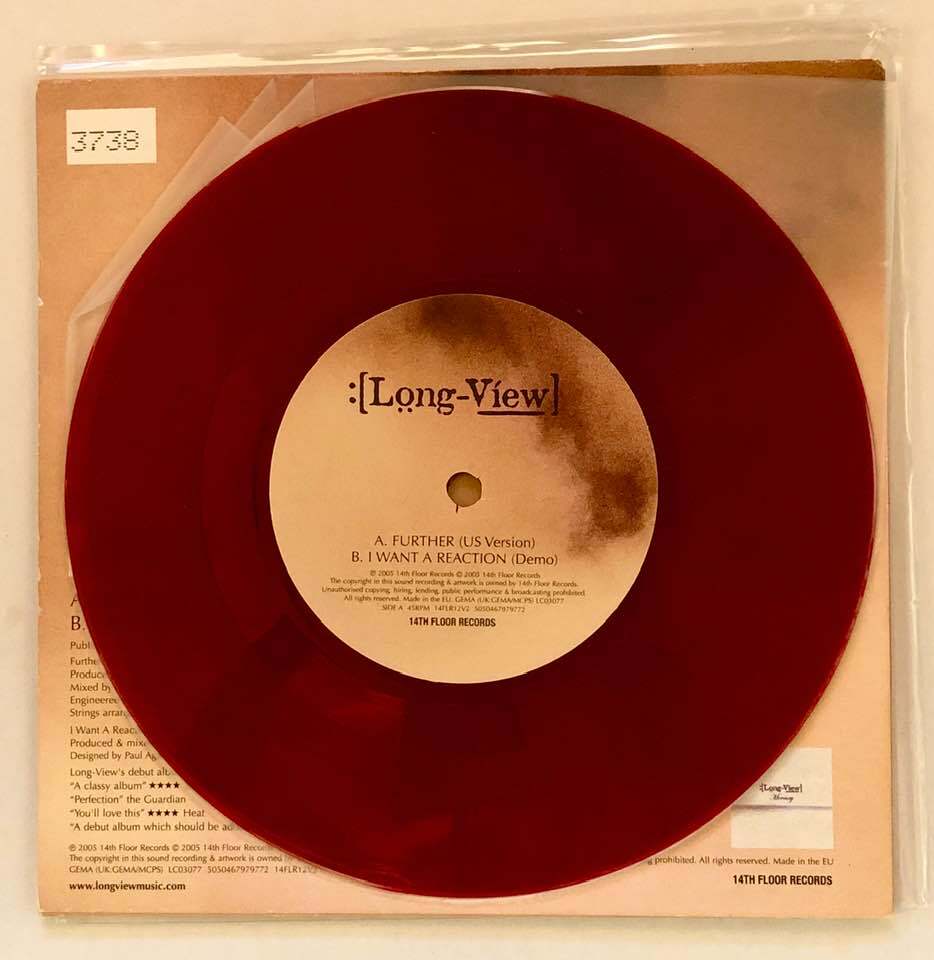 3738
:[Long-View]
A. FURTHER (US Version)
B. I WANT A REACTION (Demo)
℗ 2005 14th Floor Records © 2005 14th Floor Records
The copyright in this sound recording & artwork is owned by 14th Floor Records.
Unauthorised copying, hiring, lending, public performance & broadcasting prohibited.
All rights reserved. Made in the EU. GEMA (UK:GEMA/MCPS) LC03077
SIDE A 45RPM 14FLR12V2 5050467979772
14TH FLOOR RECORDS
B.
Publ
Furthe
Produc
Mixed by
Engineere
Strings arran
I Want A Reac
Produced & mix
Designed by Paul Ag
Long-View's debut alb
"A classy album" ★★★★
"Perfection" the Guardian
"You'll love this" ★★★★ Heat
"A debut album which should be ad
℗ 2005 14th Floor Records © 2005 14th Floor Records
The copyright in this sound recording & artwork is owned
g prohibited. All rights reserved. Made in the EU
GEMA (UK:GEMA/MCPS) LC03077 5050467979772 14FLR12V2
www.longviewmusic.com
:[Long-View]
Mercury
14TH FLOOR RECORDS